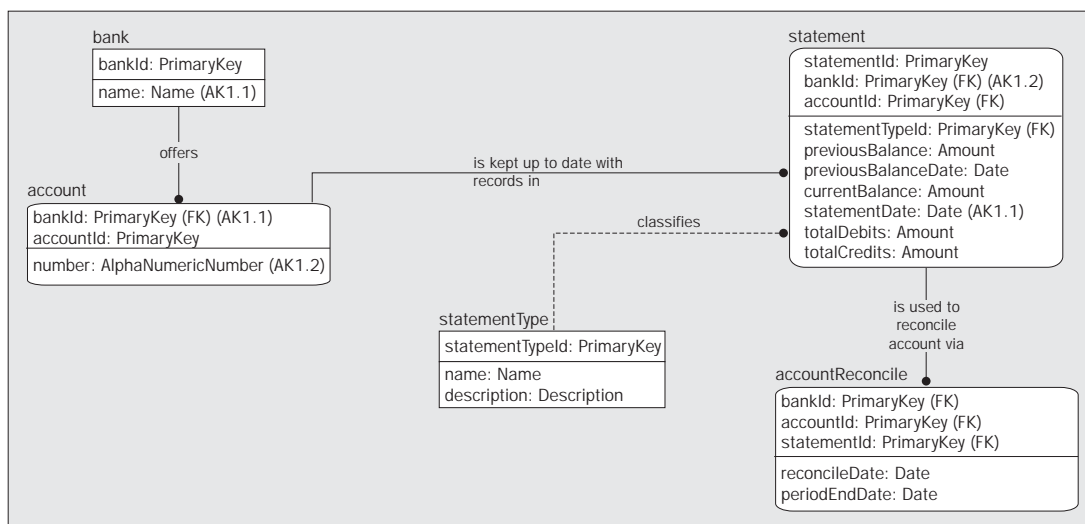 bank
bankId: PrimaryKey
name: Name (AK1.1)
offers
account
bankId: PrimaryKey (FK) (AK1.1)
accountId: PrimaryKey
number: AlphaNumericNumber (AK1.2)
is kept up to date with
records in
statement
statementId: PrimaryKey
bankId: PrimaryKey (FK) (AK1.2)
accountId: PrimaryKey (FK)
statementTypeId: PrimaryKey (FK)
previousBalance: Amount
previousBalanceDate: Date
currentBalance: Amount
statementDate: Date (AK1.1)
totalDebits: Amount
totalCredits: Amount
classifies
statementType
statementTypeId: PrimaryKey
name: Name
description: Description
is used to
reconcile
account via
accountReconcile
bankId: PrimaryKey (FK)
accountId: PrimaryKey (FK)
statementId: PrimaryKey (FK)
reconcileDate: Date
periodEndDate: Date